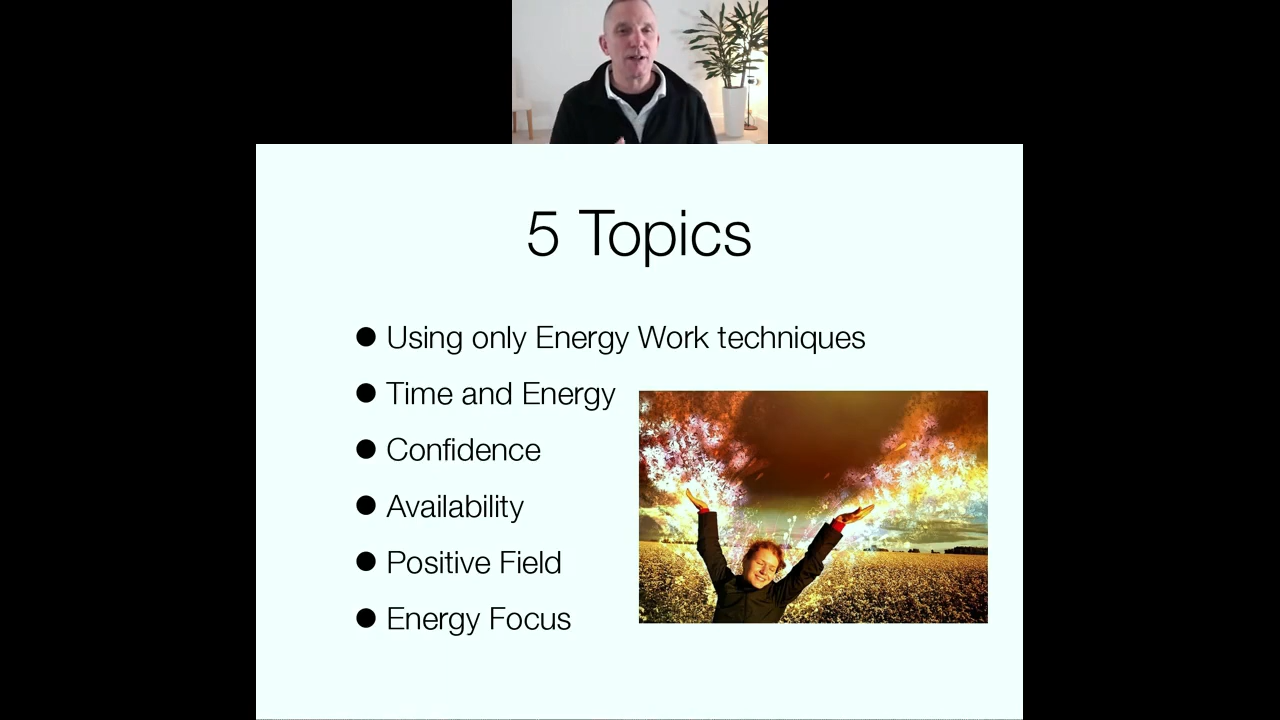 5 Topics
● Using only Energy Work techniques
● Time and Energy
● Confidence
● Availability
● Positive Field
● Energy Focus